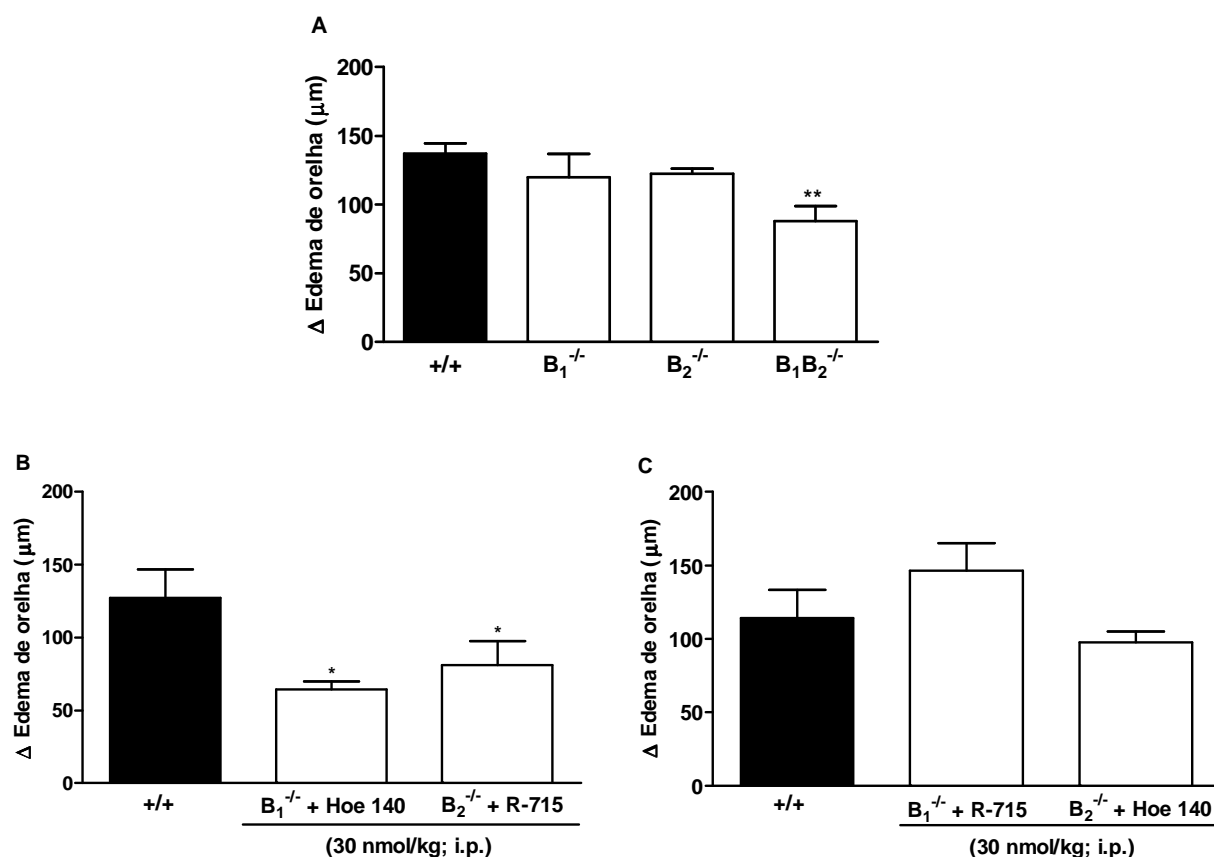 A
Δ Edema de orelha (μm)
200
150
100
50
0
**
+/+ B₁⁻/⁻ B₂⁻/⁻ B₁B₂⁻/⁻
B
Δ Edema de orelha (μm)
200
150
100
50
0
*
*
+/+ B₁⁻/⁻ + Hoe 140 B₂⁻/⁻ + R-715
(30 nmol/kg; i.p.)
C
Δ Edema de orelha (μm)
200
150
100
50
0
+/+ B₁⁻/⁻ + R-715 B₂⁻/⁻ + Hoe 140
(30 nmol/kg; i.p.)